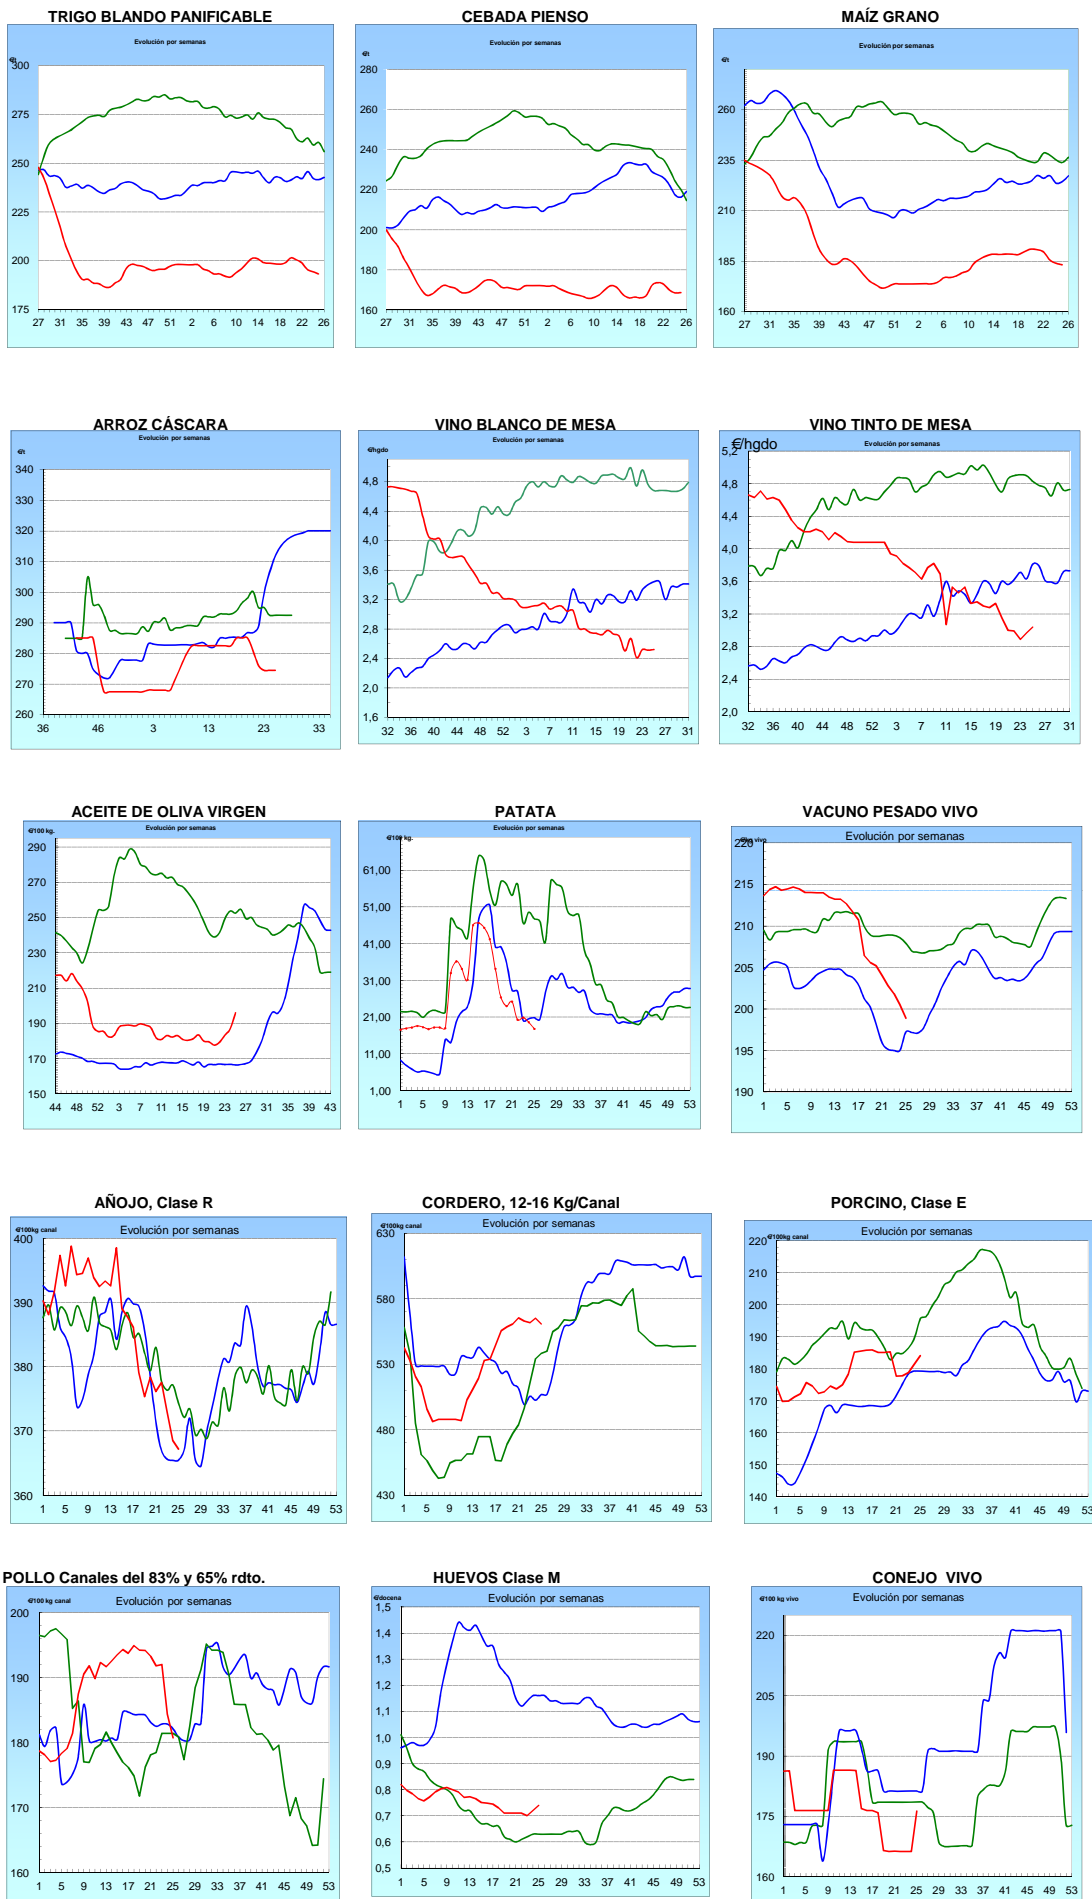 TRIGO BLANDO PANIFICABLE
Evolución por semanas
€/t
300
275
250
225
200
175
27 31 35 39 43 47 51 2 6 10 14 18 22 26
CEBADA PIENSO
Evolución por semanas
€/t
280
260
240
220
200
180
160
27 31 35 39 43 47 51 2 6 10 14 18 22 26
MAÍZ GRANO
Evolución por semanas
€/t
260
235
210
185
160
27 31 35 39 43 47 51 2 6 10 14 18 22 26
ARROZ CÁSCARA
Evolución por semanas
€/t
340
330
320
310
300
290
280
270
260
36 46 3 13 23 33
VINO BLANCO DE MESA
Evolución por semanas
€/hgdo
4,8
4,4
4,0
3,6
3,2
2,8
2,4
2,0
1,6
32 36 40 44 48 52 3 7 11 15 19 23 27 31
VINO TINTO DE MESA
Evolución por semanas
€/hgdo
5,2
4,8
4,4
4,0
3,6
3,2
2,8
2,4
2,0
32 36 40 44 48 52 3 7 11 15 19 23 27 31
ACEITE DE OLIVA VIRGEN
Evolución por semanas
€/100 kg.
290
270
250
230
210
190
170
150
44 48 52 3 7 11 15 19 23 27 31 35 39 43
PATATA
Evolución por semanas
€/100 kg.
61,00
51,00
41,00
31,00
21,00
11,00
1,00
1 5 9 13 17 21 25 29 33 37 41 45 49 53
VACUNO PESADO VIVO
Evolución por semanas
€/kg vivo
220
215
210
205
200
195
190
1 5 9 13 17 21 25 29 33 37 41 45 49 53
AÑOJO, Clase R
Evolución por semanas
€/100kg canal
400
390
380
370
360
1 5 9 13 17 21 25 29 33 37 41 45 49 53
CORDERO, 12-16 Kg/Canal
Evolución por semanas
€/100kg canal
630
580
530
480
430
1 5 9 13 17 21 25 29 33 37 41 45 49 53
PORCINO, Clase E
Evolución por semanas
€/100kg canal
220
210
200
190
180
170
160
150
140
1 5 9 13 17 21 25 29 33 37 41 45 49 53
POLLO Canales del 83% y 65% rdto.
Evolución por semanas
€/100 kg canal
200
190
180
170
160
1 5 9 13 17 21 25 29 33 37 41 45 49 53
HUEVOS Clase M
Evolución por semanas
€/docena
1,5
1,4
1,3
1,2
1,1
1,0
0,9
0,8
0,7
0,6
0,5
1 5 9 13 17 21 25 29 33 37 41 45 49 53
CONEJO VIVO
Evolución por semanas
€/100 kg vivo
220
205
190
175
160
1 5 9 13 17 21 25 29 33 37 41 45 49 53